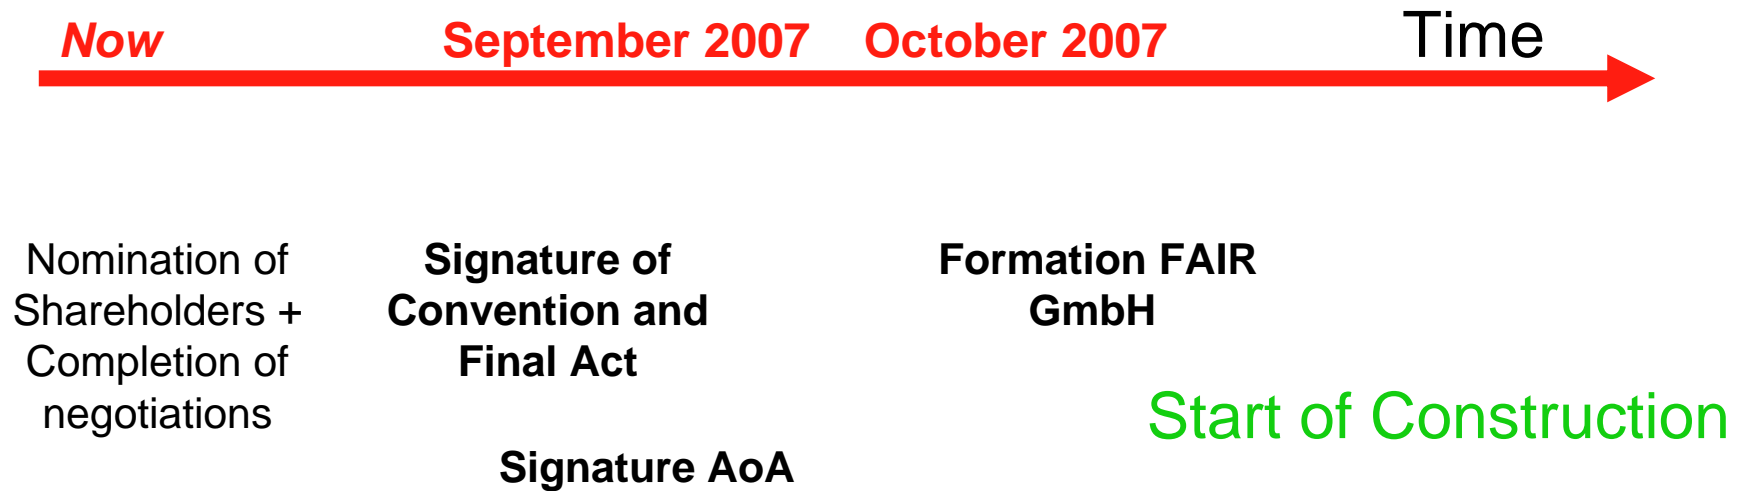 Now September 2007 October 2007 Time
Nomination of
Shareholders +
Completion of
negotiations
Signature of
Convention and
Final Act
Signature AoA
Formation FAIR
GmbH
Start of Construction